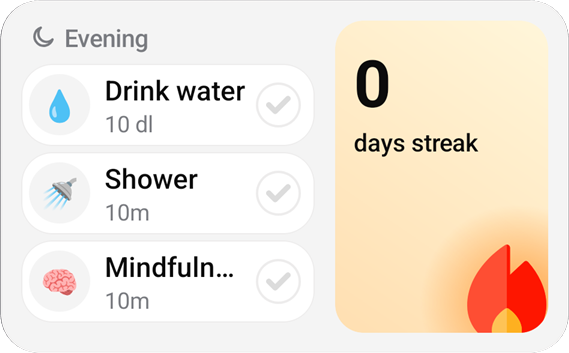 Evening
Drink water
10 dl
Shower
10m
Mindfuln...
10m
0
days streak